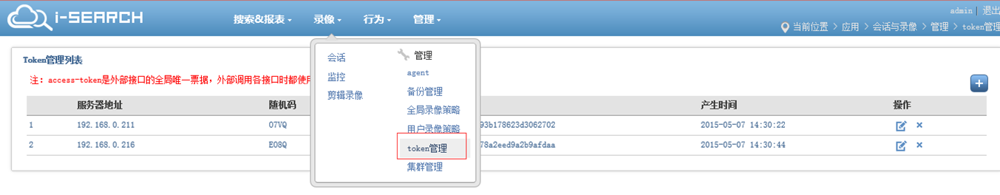 i-SEARCH
搜索&报表 录像 行为 管理
admin | 退出
当前位置 > 应用 > 会话与录像 > 管理 > token管理
Token管理列表
注：access-token是外部接口的全局唯一票据，外部调用各接口时都使用
会话
监控
剪辑录像
管理
agent
备份管理
全局录像策略
用户录像策略
token管理
集群管理
服务器地址 随机码 产生时间 操作
1 192.168.0.211 O7VQ 93b178623d3062702 2015-05-07 14:30:22
2 192.168.0.216 E08Q 78a2eed9a2b9afdaa 2015-05-07 14:30:44